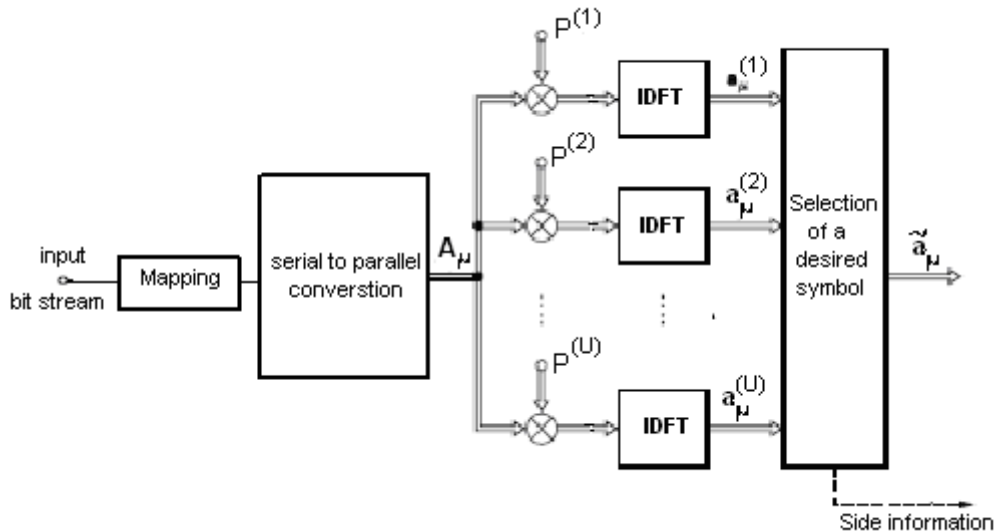 P^(1)
IDFT
a_μ^(1)
P^(2)
IDFT
a_μ^(2)
input
bit stream
Mapping
serial to parallel
converstion
A_μ
Selection
of a
desired
symbol
ã_μ
P^(U)
IDFT
a_μ^(U)
Side information